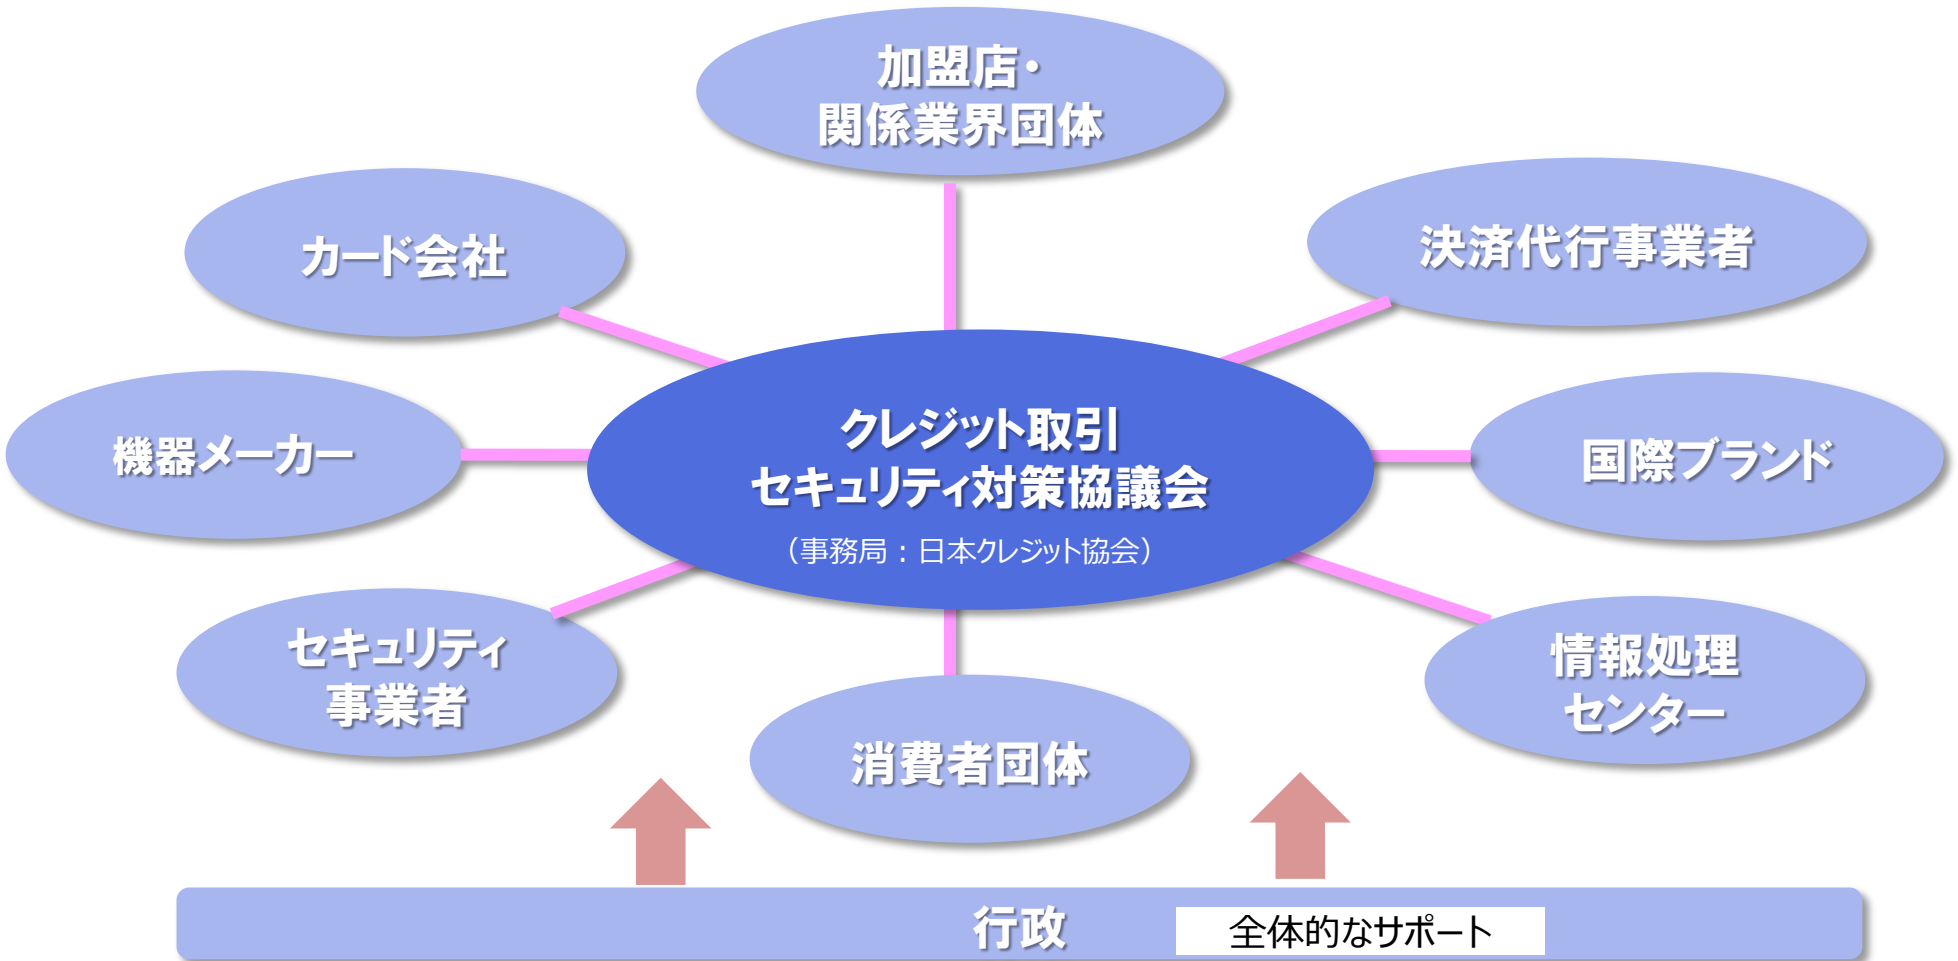 加盟店・
関係業界団体
カード会社
決済代行事業者
機器メーカー
クレジット取引
セキュリティ対策協議会
（事務局：日本クレジット協会）
国際ブランド
セキュリティ
事業者
情報処理
センター
消費者団体
行政
全体的なサポート